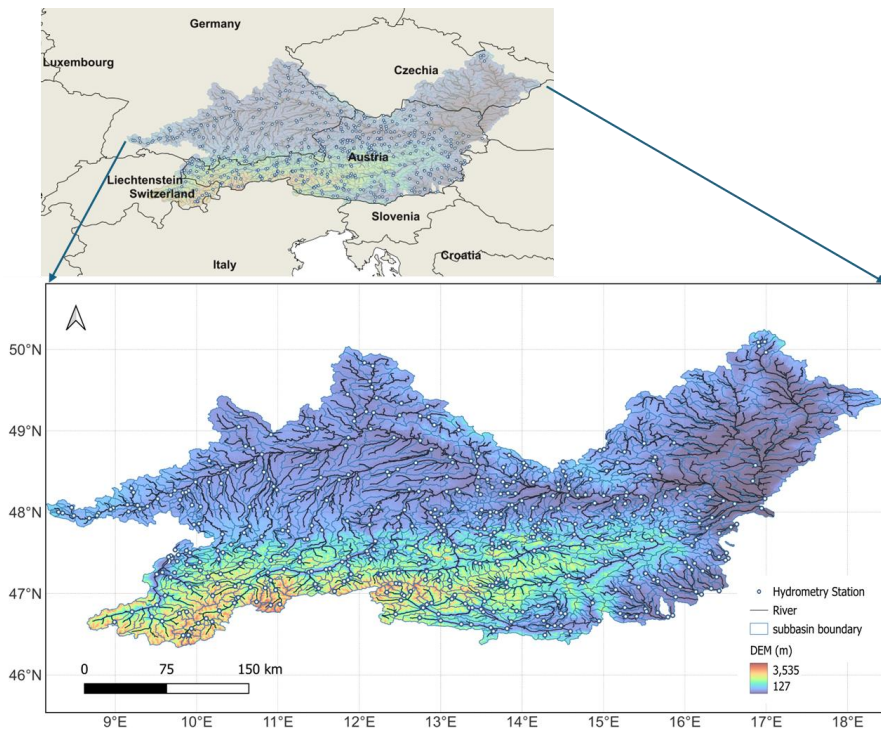 Germany
Luxembourg
Czechia
Austria
Liechtenstein
Switzerland
Slovenia
Italy
Croatia
50°N
49°N
48°N
47°N
46°N
Hydrometry Station
River
subbasin boundary
DEM (m)
3,535
127
0 75 150 km
9°E 10°E 11°E 12°E 13°E 14°E 15°E 16°E 17°E 18°E